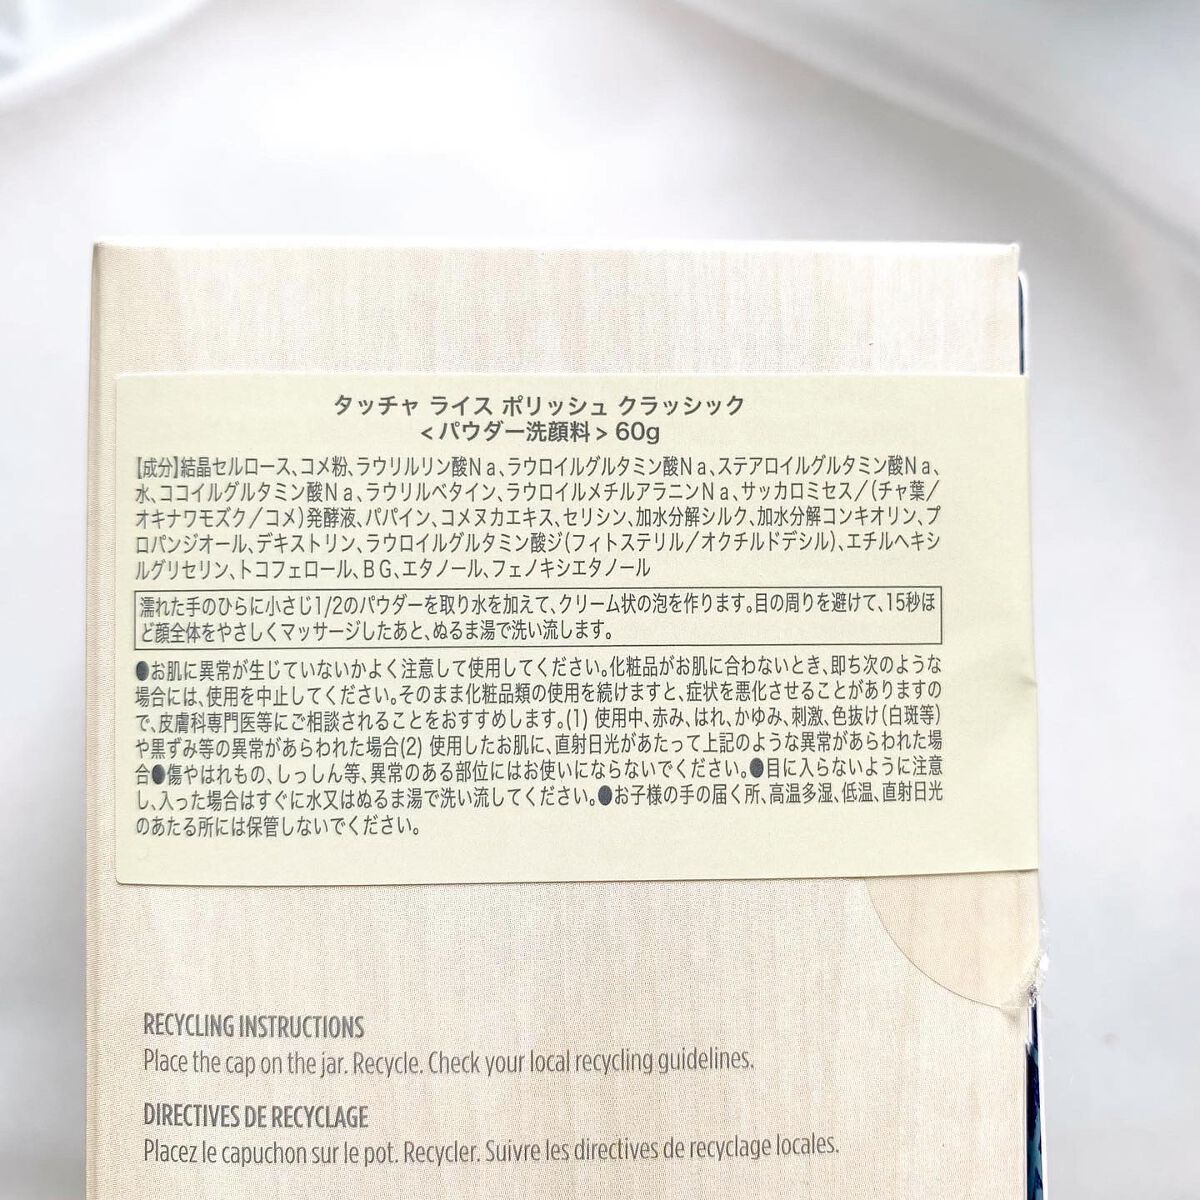 タッチャ ライス ポリッシュ クラッシック
<パウダー洗顔料> 60g
【成分】結晶セルロース、コメ粉、ラウリルリン酸Na、ラウロイルグルタミン酸Na、ステアロイルグルタミン酸Na、
水、ココイルグルタミン酸Na、ラウリルベタイン、ラウロイルメチルアラニンNa、サッカロミセス/(チャ葉/
オキナワモズク/コメ)発酵液、パパイン、コメヌカエキス、セリシン、加水分解シルク、加水分解コンキオリン、プ
ロパンジオール、デキストリン、ラウロイルグルタミン酸ジ(フィトステリル/オクチルドデシル)、エチルヘキシ
ルグリセリン、トコフェロール、BG、エタノール、フェノキシエタノール
濡れた手のひらに小さじ1/2のパウダーを取り水を加えて、クリーム状の泡を作ります。目の周りを避けて、15秒ほ
ど顔全体をやさしくマッサージしたあと、ぬるま湯で洗い流します。
●お肌に異常が生じていないかよく注意して使用してください。化粧品がお肌に合わないとき、即ち次のような
場合には、使用を中止してください。そのまま化粧品類の使用を続けますと、症状を悪化させることがありますの
で、皮膚科専門医等にご相談されることをおすすめします。(1) 使用中、赤み、はれ、かゆみ、刺激、色抜け(白斑等)
や黒ずみ等の異常があらわれた場合(2) 使用したお肌に、直射日光があたって上記のような異常があらわれた場
合●傷やはれもの、しっしん等、異常のある部位にはお使いにならないでください。●目に入らないように注意
し、入った場合はすぐに水又はぬるま湯で洗い流してください。●お子様の手の届く所、高温多湿、低温、直射日光
のあたる所には保管しないでください。
RECYCLING INSTRUCTIONS
Place the cap on the jar. Recycle. Check your local recycling guidelines.
DIRECTIVES DE RECYCLAGE
Placez le capuchon sur le pot. Recycler. Suivre les directives de recyclage locales.